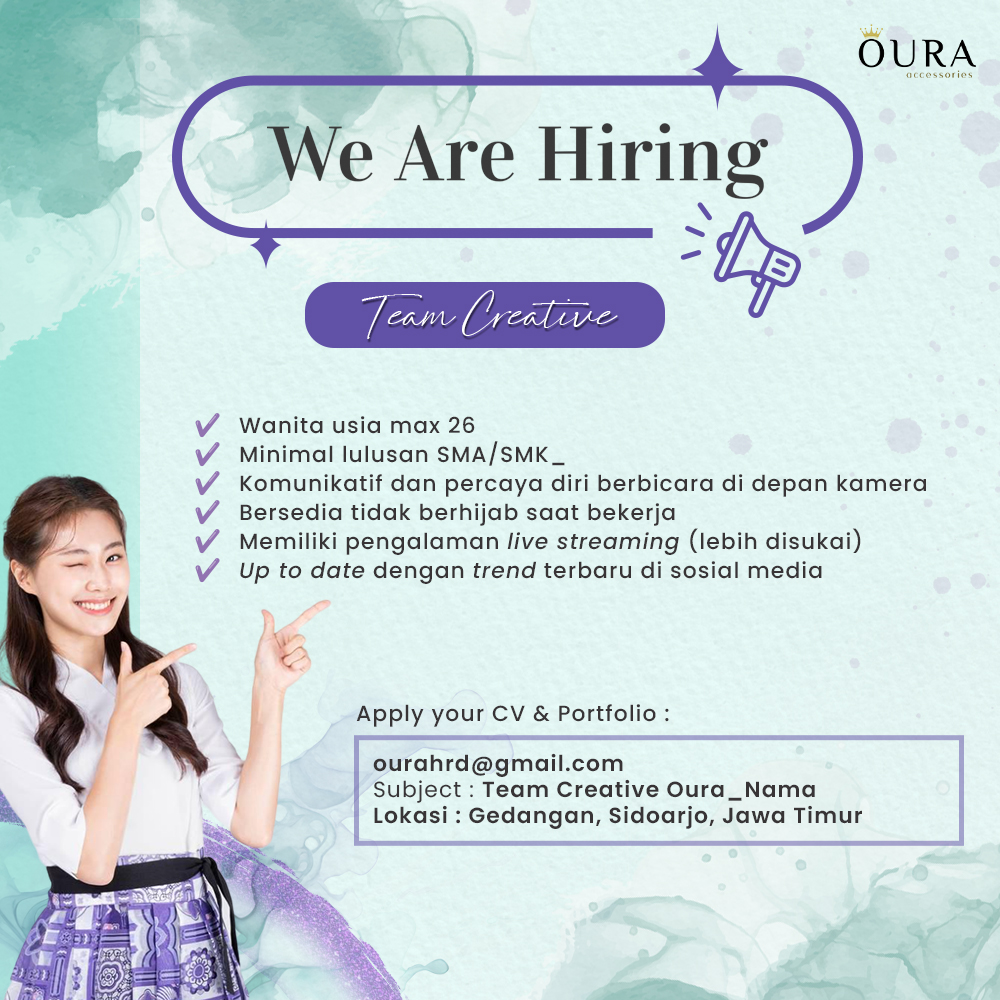 OURA
accessories
We Are Hiring
Team Creative
Wanita usia max 26
Minimal lulusan SMA/SMK_
Komunikatif dan percaya diri berbicara di depan kamera
Bersedia tidak berhijab saat bekerja
Memiliki pengalaman live streaming (lebih disukai)
Up to date dengan trend terbaru di sosial media
Apply your CV & Portfolio :
ourahrd@gmail.com
Subject : Team Creative Oura_Nama
Lokasi : Gedangan, Sidoarjo, Jawa Timur